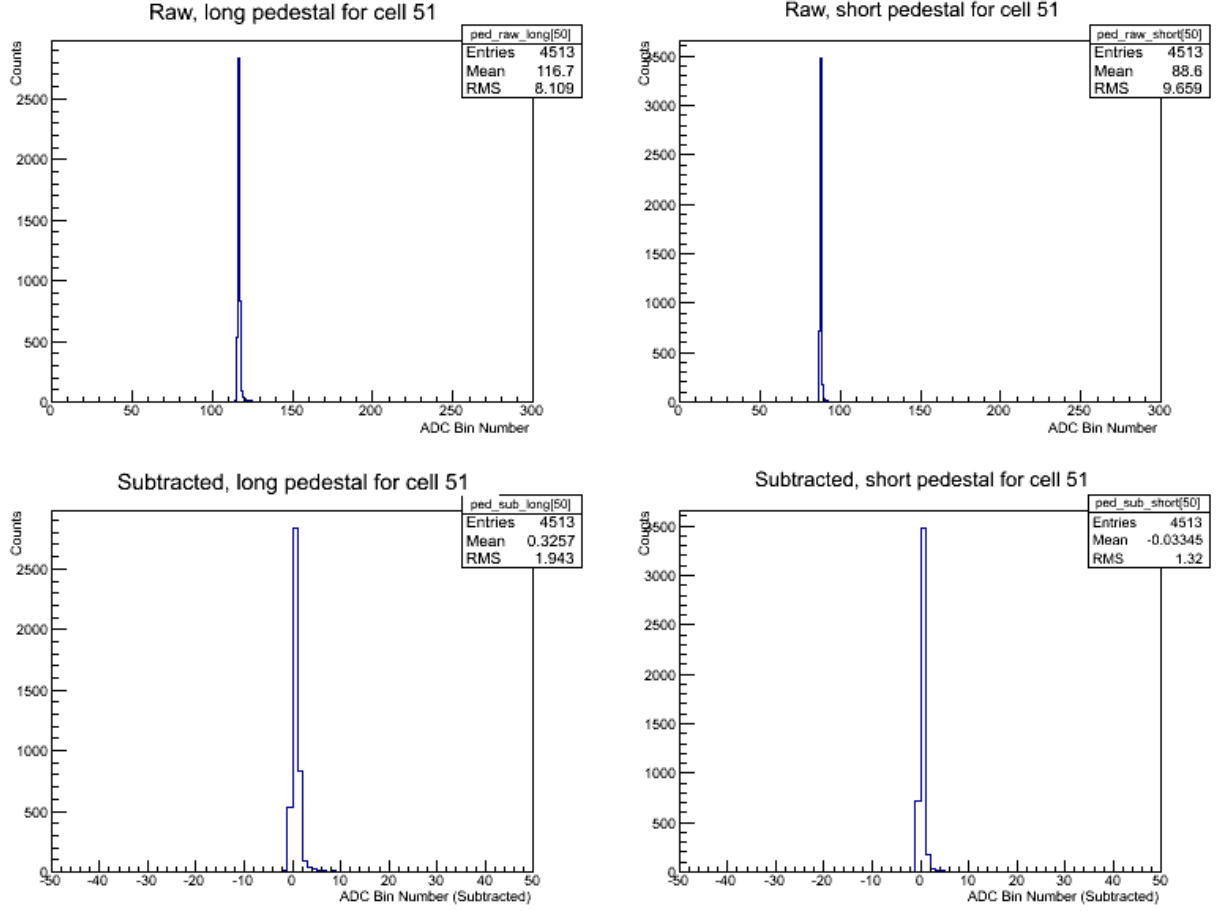 Raw, long pedestal for cell 51
ped_raw_long[50]
Entries 4513
Mean 116.7
RMS 8.109
Counts
2500
2000
1500
1000
500
0
0 50 100 150 200 250 300
ADC Bin Number
Raw, short pedestal for cell 51
ped_raw_short[50]
Entries 4513
Mean 88.6
RMS 9.659
Counts
3500
3000
2500
2000
1500
1000
500
0
0 50 100 150 200 250 300
ADC Bin Number
Subtracted, long pedestal for cell 51
ped_sub_long[50]
Entries 4513
Mean 0.3257
RMS 1.943
Counts
2500
2000
1500
1000
500
0
-50 -40 -30 -20 -10 0 10 20 30 40 50
ADC Bin Number (Subtracted)
Subtracted, short pedestal for cell 51
ped_sub_short[50]
Entries 4513
Mean -0.03345
RMS 1.32
Counts
3500
3000
2500
2000
1500
1000
500
0
-50 -40 -30 -20 -10 0 10 20 30 40 50
ADC Bin Number (Subtracted)